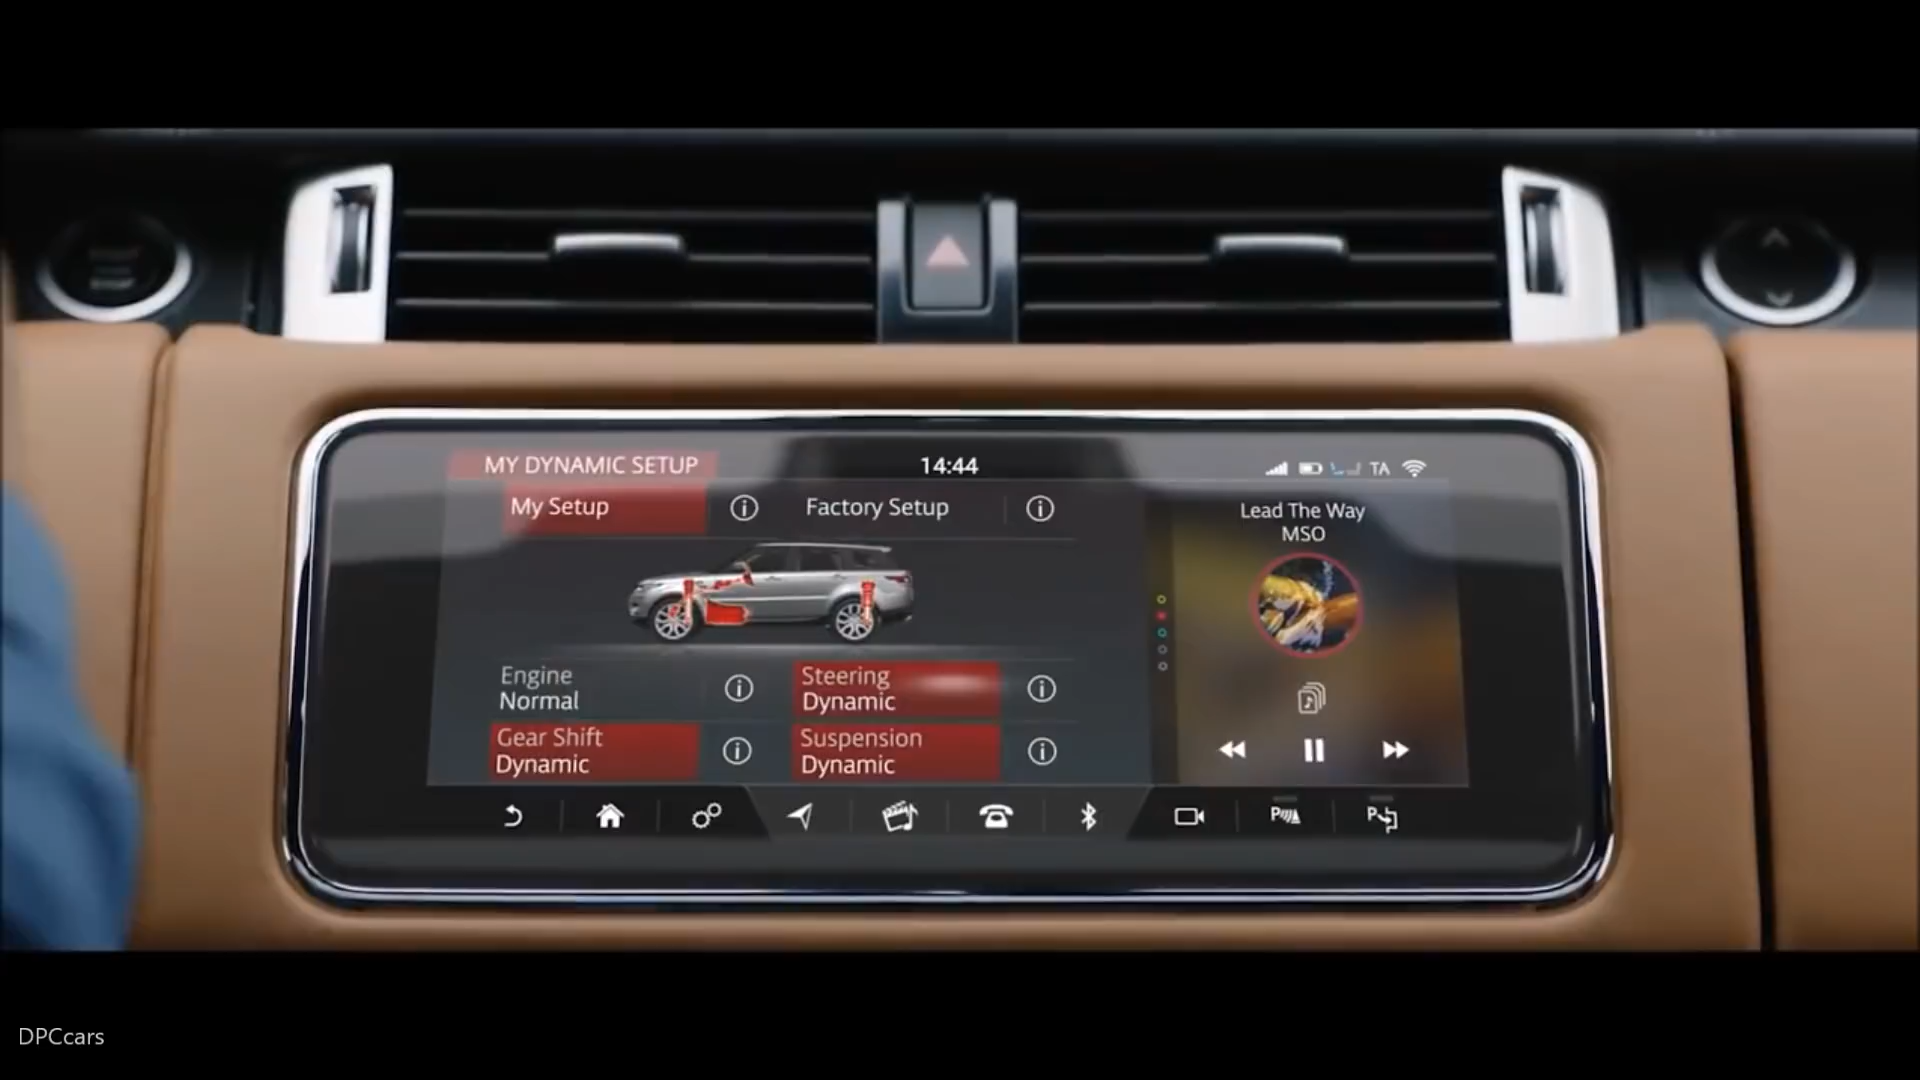 MY DYNAMIC SETUP
14:44
TA
My Setup
Factory Setup
Lead The Way
MSO
Engine
Normal
Steering
Dynamic
Gear Shift
Dynamic
Suspension
Dynamic
DPCcars